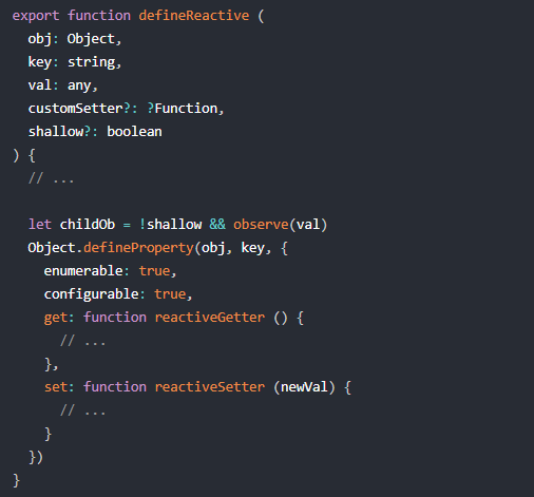 export function defineReactive (
  obj: Object,
  key: string,
  val: any,
  customSetter?: ?Function,
  shallow?: boolean
) {
  // ...

  let childOb = !shallow && observe(val)
  Object.defineProperty(obj, key, {
    enumerable: true,
    configurable: true,
    get: function reactiveGetter () {
      // ...
    },
    set: function reactiveSetter (newVal) {
      // ...
    }
  })
}